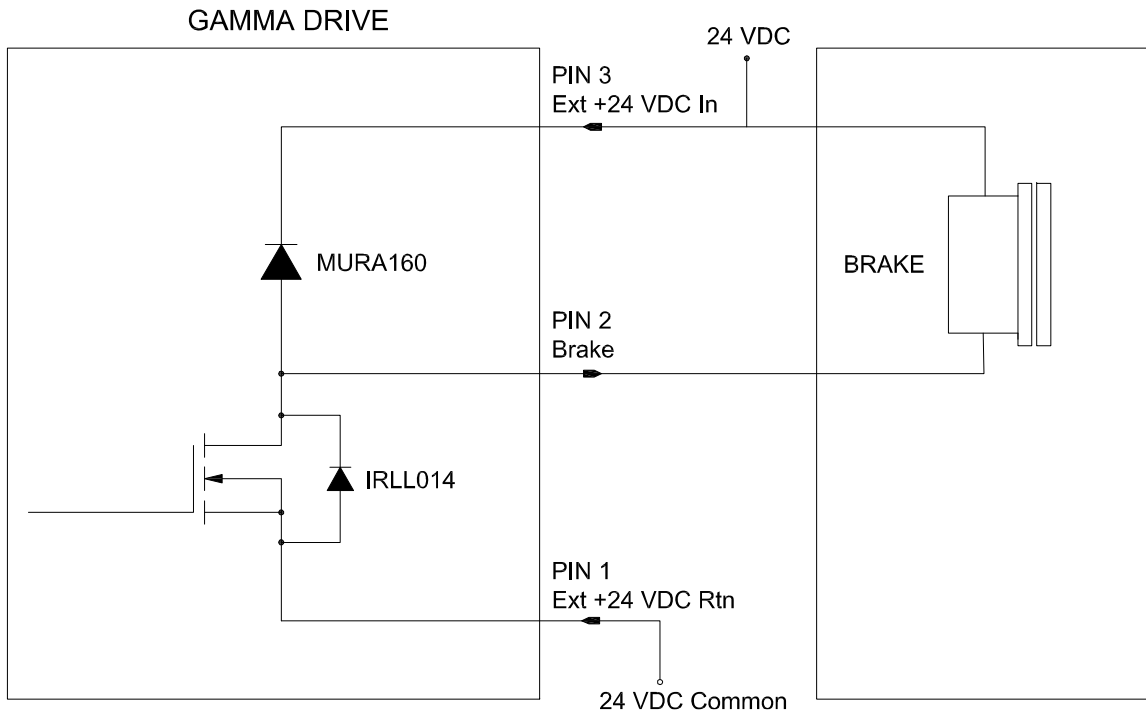 GAMMA DRIVE
24 VDC
PIN 3
Ext +24 VDC In
MURA160
BRAKE
PIN 2
Brake
IRLL014
PIN 1
Ext +24 VDC Rtn
24 VDC Common